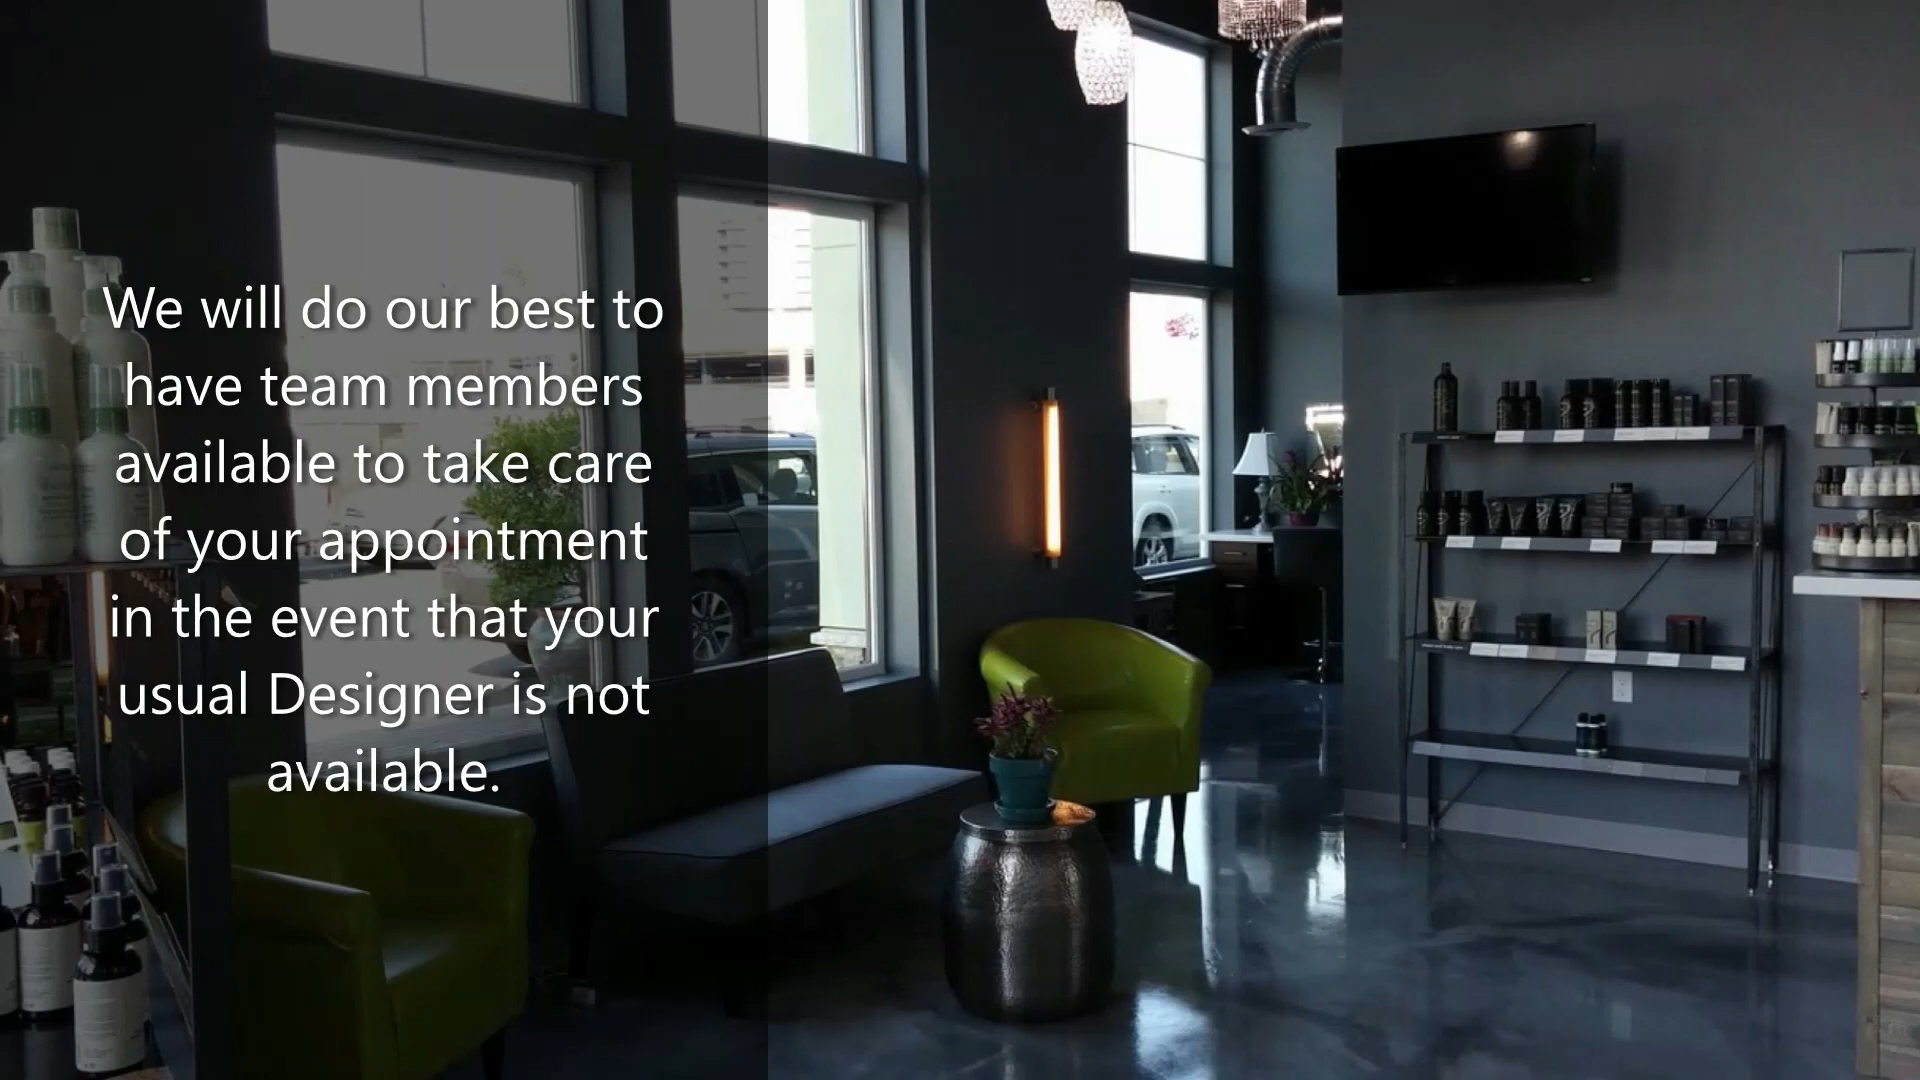 We will do our best to
have team members
available to take care
of your appointment
in the event that your
usual Designer is not
available.